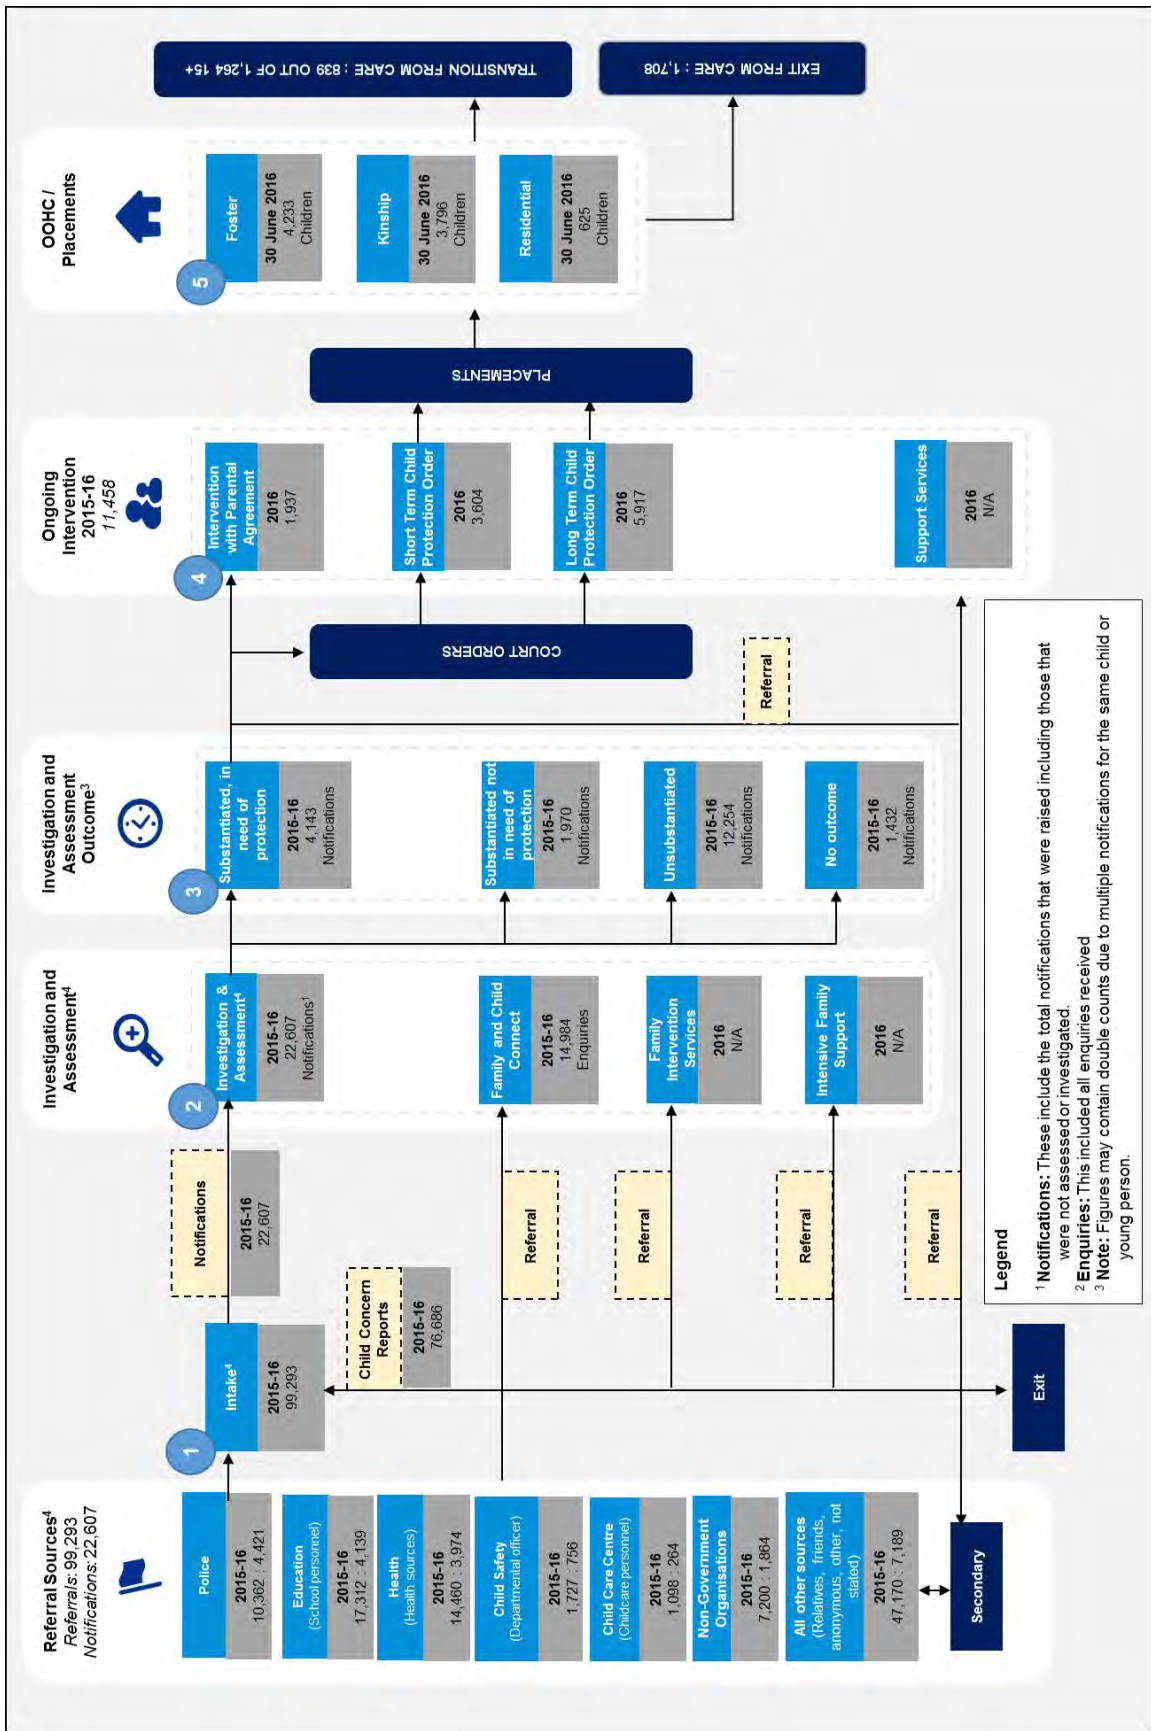 Referral Sources4
Referrals: 99,293
Notifications: 22,607
Police
2015-16
10,362 : 4,421
Education
(School personnel)
2015-16
17,312 : 4,139
Health
(Health sources)
2015-16
14,460 : 3,974
Child Safety
(Departmental officer)
2015-16
1,727 : 756
Child Care Centre
(Childcare personnel)
2015-16
1,098 : 264
Non-Government
Organisations
2015-16
7,200 : 1,864
All other sources
(Relatives, friends,
anonymous, other, not
stated)
2015-16
47,170 : 7,189
Secondary
1
Intake4
2015-16
99,293
Child Concern
Reports
2015-16
76,686
Exit
Notifications
2015-16
22,607
Referral
Referral
Referral
Referral
Investigation and
Assessment4
2
Investigation &
Assessment4
2015-16
22,607
Notifications1
Family and Child
Connect
2015-16
14,984
Enquiries
Family
Intervention
Services
2016
N/A
Intensive Family
Support
2016
N/A
Investigation and
Assessment
Outcome3
3
Substantiated, in
need of
protection
2015-16
4,143
Notifications
Substantiated not
in need of
protection
2015-16
1,970
Notifications
Unsubstantiated
2015-16
12,254
Notifications
No outcome
2015-16
1,432
Notifications
Referral
COURT ORDERS
Ongoing
Intervention
2015-16
11,458
4
Intervention
with Parental
Agreement
2016
1,937
Short Term Child
Protection Order
2016
3,604
Long Term Child
Protection Order
2016
5,917
Support Services
2016
N/A
PLACEMENTS
OOHC /
Placements
5
Foster
30 June 2016
4,233
Children
Kinship
30 June 2016
3,796
Children
Residential
30 June 2016
625
Children
TRANSITION FROM CARE : 839 OUT OF 1,264 15+
EXIT FROM CARE : 1,708
Legend
1 Notifications: These include the total notifications that were raised including those that
were not assessed or investigated.
2 Enquiries: This included all enquiries received
3 Note: Figures may contain double counts due to multiple notifications for the same child or
young person.